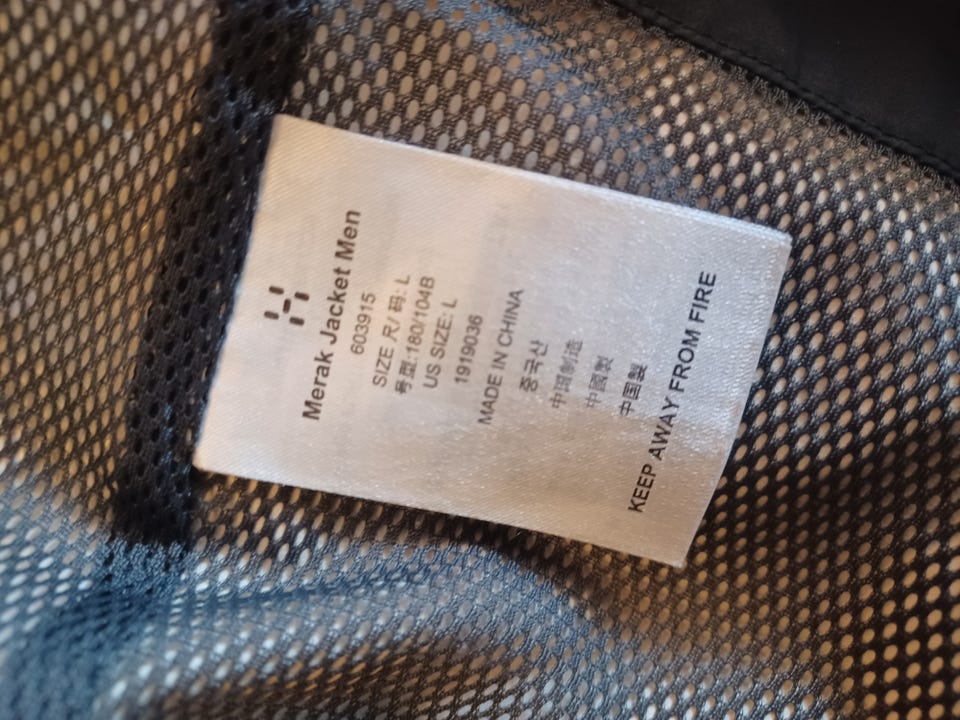 Merak Jacket Men
603915
SIZE 尺/ 码: L
号型:180/104B
US SIZE: L
1919036
MADE IN CHINA
중국산
中国制造
中國製
中国製
KEEP AWAY FROM FIRE